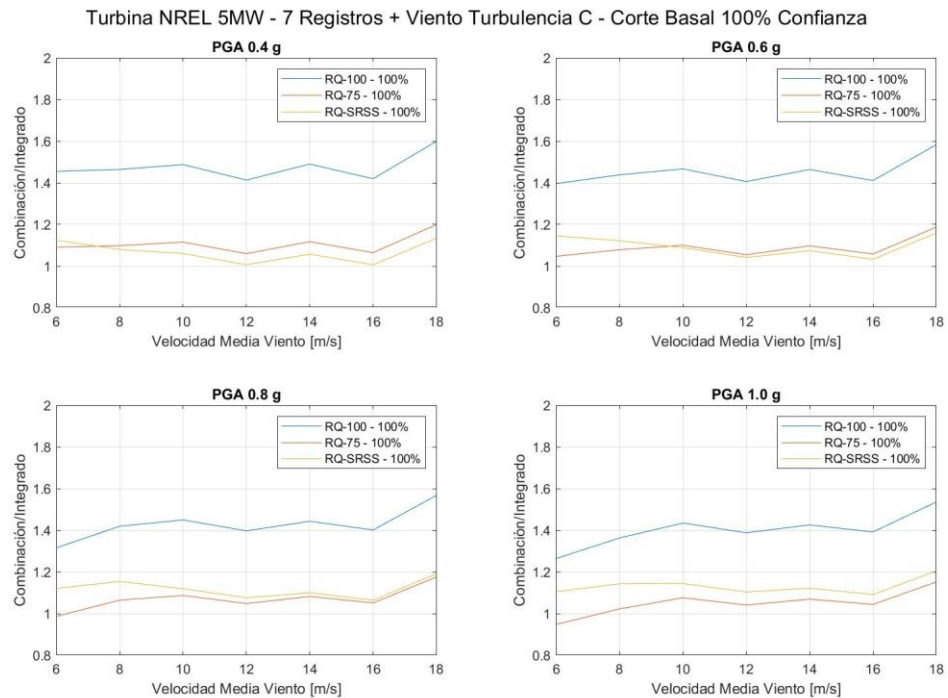 Turbina NREL 5MW - 7 Registros + Viento Turbulencia C - Corte Basal 100% Confianza
PGA 0.4 g
2
1.8
1.6
1.4
1.2
1
0.8
Combinación/Integrado
RQ-100 - 100%
RQ-75 - 100%
RQ-SRSS - 100%
6 8 10 12 14 16 18
Velocidad Media Viento [m/s]
PGA 0.6 g
2
1.8
1.6
1.4
1.2
1
0.8
Combinación/Integrado
RQ-100 - 100%
RQ-75 - 100%
RQ-SRSS - 100%
6 8 10 12 14 16 18
Velocidad Media Viento [m/s]
PGA 0.8 g
2
1.8
1.6
1.4
1.2
1
0.8
Combinación/Integrado
RQ-100 - 100%
RQ-75 - 100%
RQ-SRSS - 100%
6 8 10 12 14 16 18
Velocidad Media Viento [m/s]
PGA 1.0 g
2
1.8
1.6
1.4
1.2
1
0.8
Combinación/Integrado
RQ-100 - 100%
RQ-75 - 100%
RQ-SRSS - 100%
6 8 10 12 14 16 18
Velocidad Media Viento [m/s]